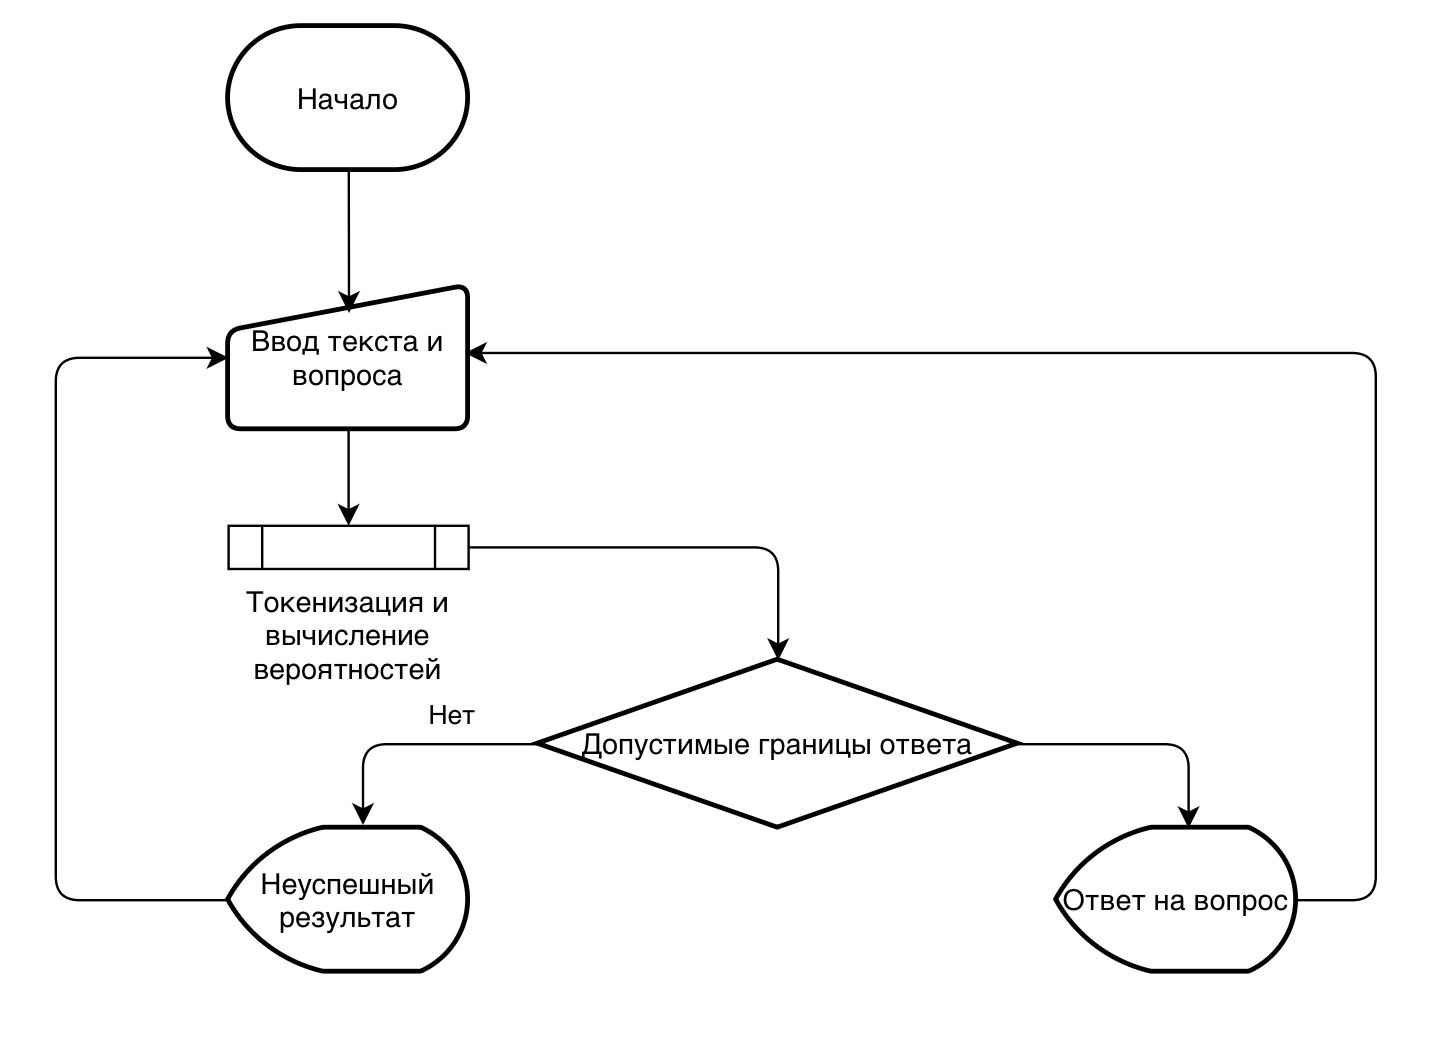 Начало
Ввод текста и
вопроса
Токенизация и
вычисление
вероятностей
Нет
Допустимые границы ответа
Неуспешный
результат
Ответ на вопрос